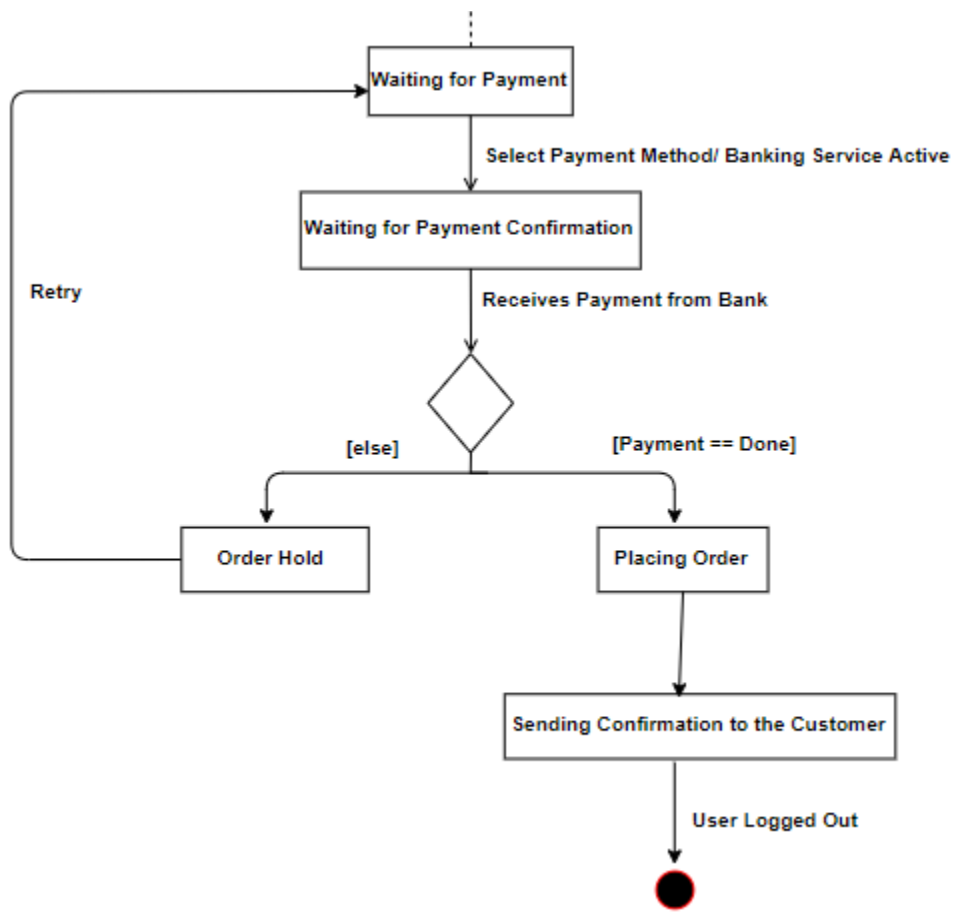 Waiting for Payment
Select Payment Method/ Banking Service Active
Waiting for Payment Confirmation
Retry
Receives Payment from Bank
[else]
[Payment == Done]
Order Hold
Placing Order
Sending Confirmation to the Customer
User Logged Out